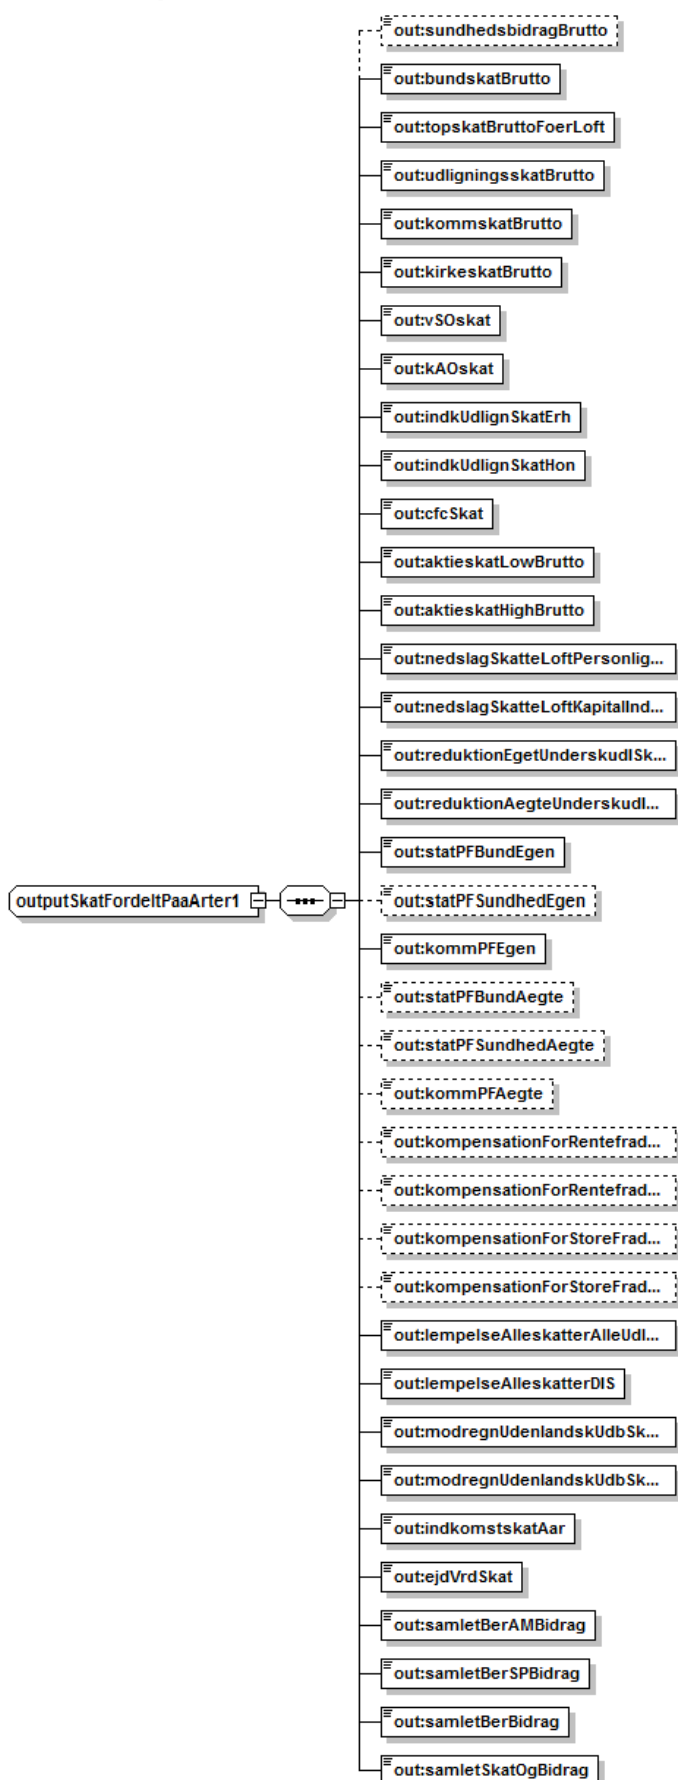 out:sundhedsbidragBrutto
out:bundskatBrutto
out:topskatBruttoFoerLoft
out:udligningsskatBrutto
out:kommskatBrutto
out:kirkeskatBrutto
out:vSOskat
out:kAOskat
out:indkUdlignSkatErh
out:indkUdlignSkatHon
out:cfcSkat
out:aktieskatLowBrutto
out:aktieskatHighBrutto
out:nedslagSkatteLoftPersonlig...
out:nedslagSkatteLoftKapitalInd...
out:reduktionEgetUnderskudISk...
out:reduktionAegteUnderskudI...
out:statPFBundEgen
outputSkatFordeltPaaArter1
out:statPFSundhedEgen
out:kommPFEgen
out:statPFBundAegte
out:statPFSundhedAegte
out:kommPFAegte
out:kompensationForRentefrad...
out:kompensationForRentefrad...
out:kompensationForStoreFrad...
out:kompensationForStoreFrad...
out:lempelseAlleskatterAlleUdl...
out:lempelseAlleskatterDIS
out:modregnUdenlandskUdbSk...
out:modregnUdenlandskUdbSk...
out:indkomstskatAar
out:ejdVrdSkat
out:samletBerAMBidrag
out:samletBerSPBidrag
out:samletBerBidrag
out:samletSkatOgBidrag